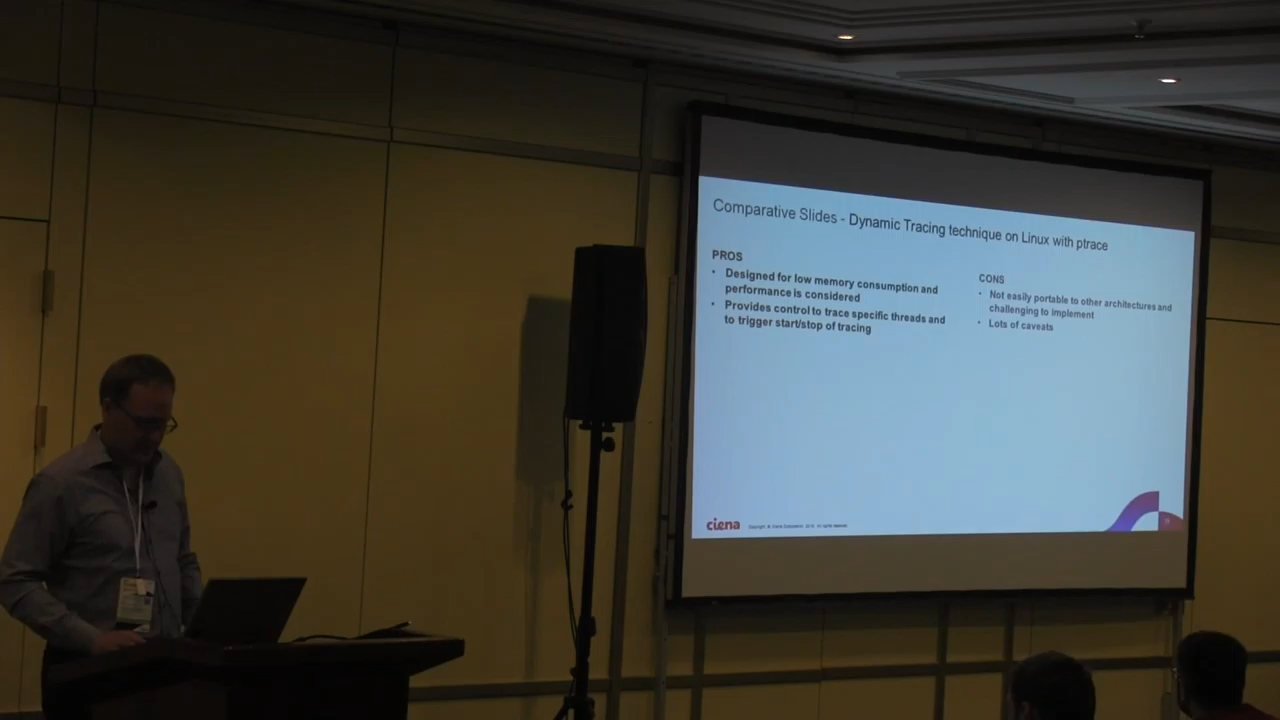 Comparative Slides - Dynamic Tracing technique on Linux with ptrace
PROS
• Designed for low memory consumption and
performance is considered
• Provides control to trace specific threads and
to trigger start/stop of tracing
CONS
• Not easily portable to other architectures and
challenging to implement
• Lots of caveats
ciena